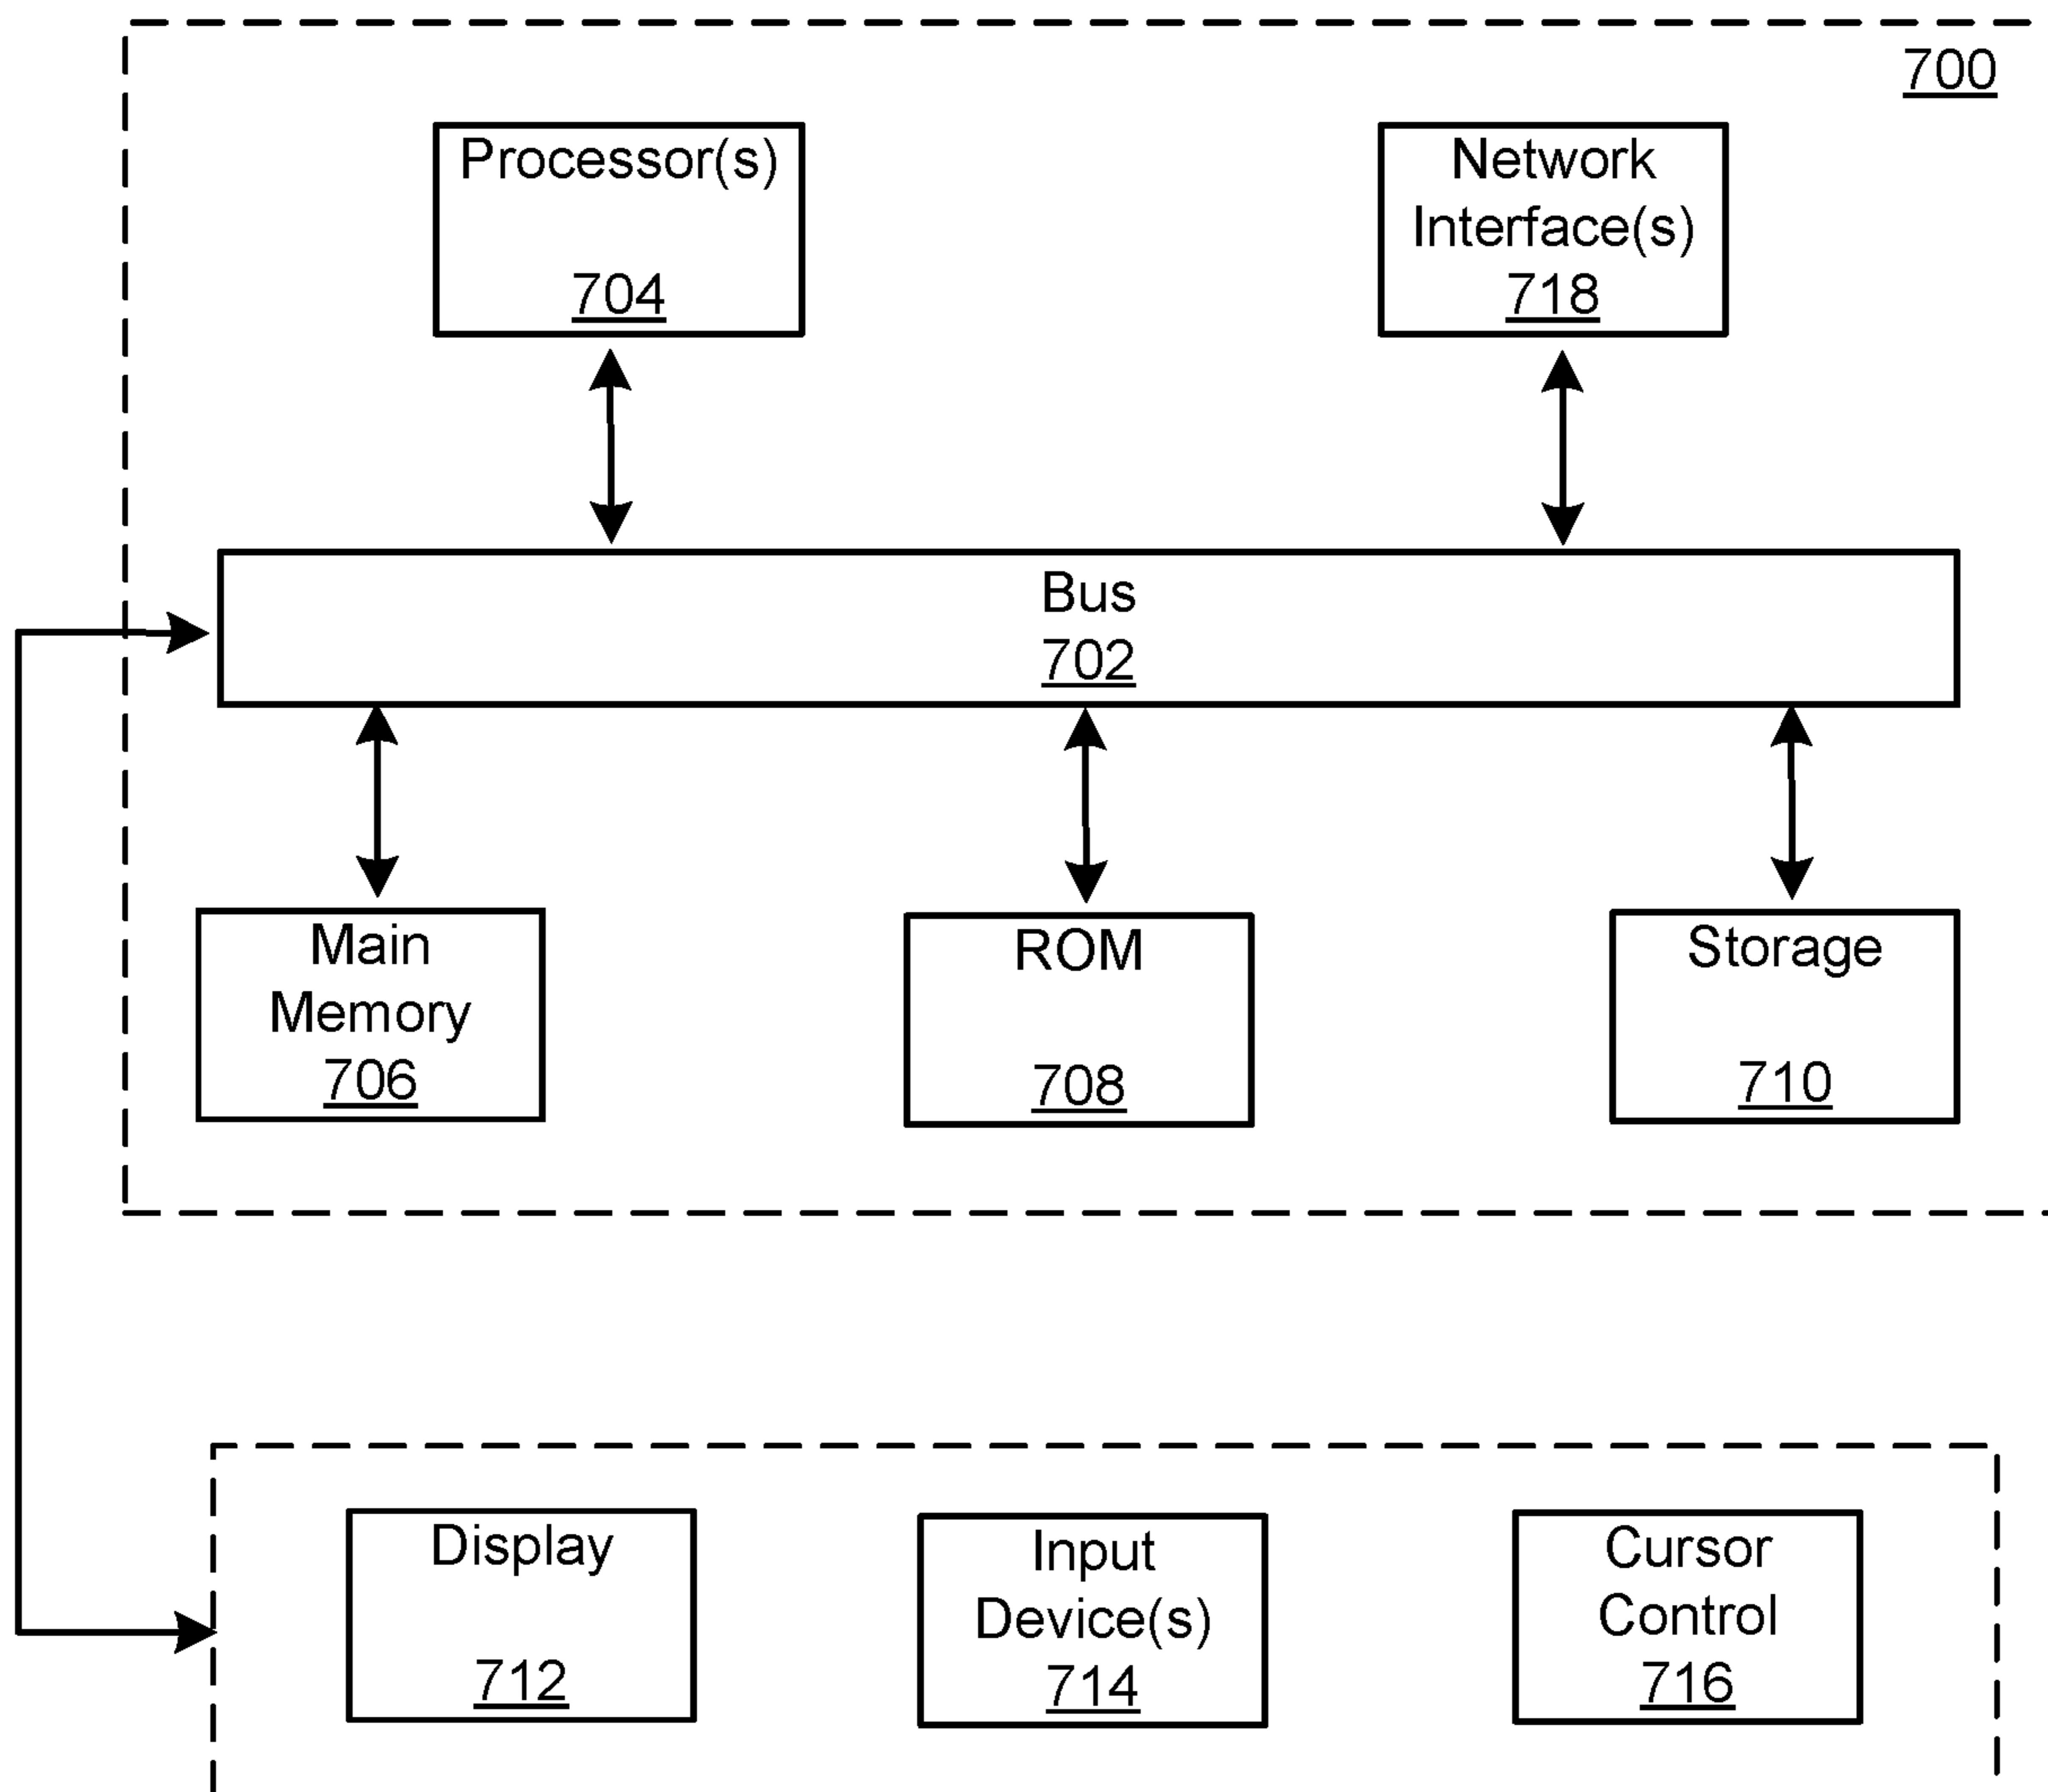 700
Processor(s)
704
Network
Interface(s)
718
Bus
702
Main
Memory
706
ROM
708
Storage
710
Display
712
Input
Device(s)
714
Cursor
Control
716